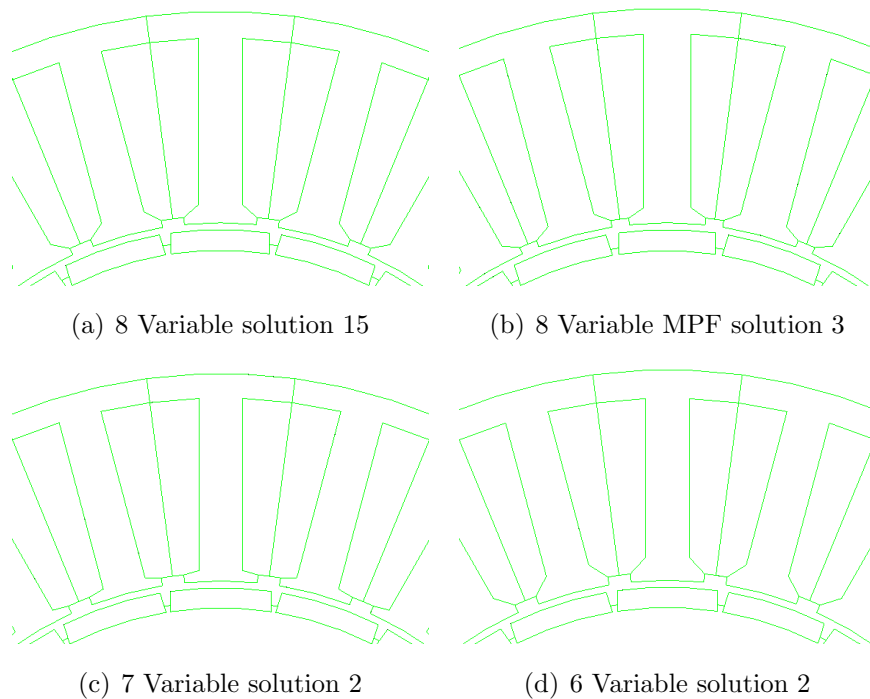 (a) 8 Variable solution 15
(b) 8 Variable MPF solution 3
(c) 7 Variable solution 2
(d) 6 Variable solution 2